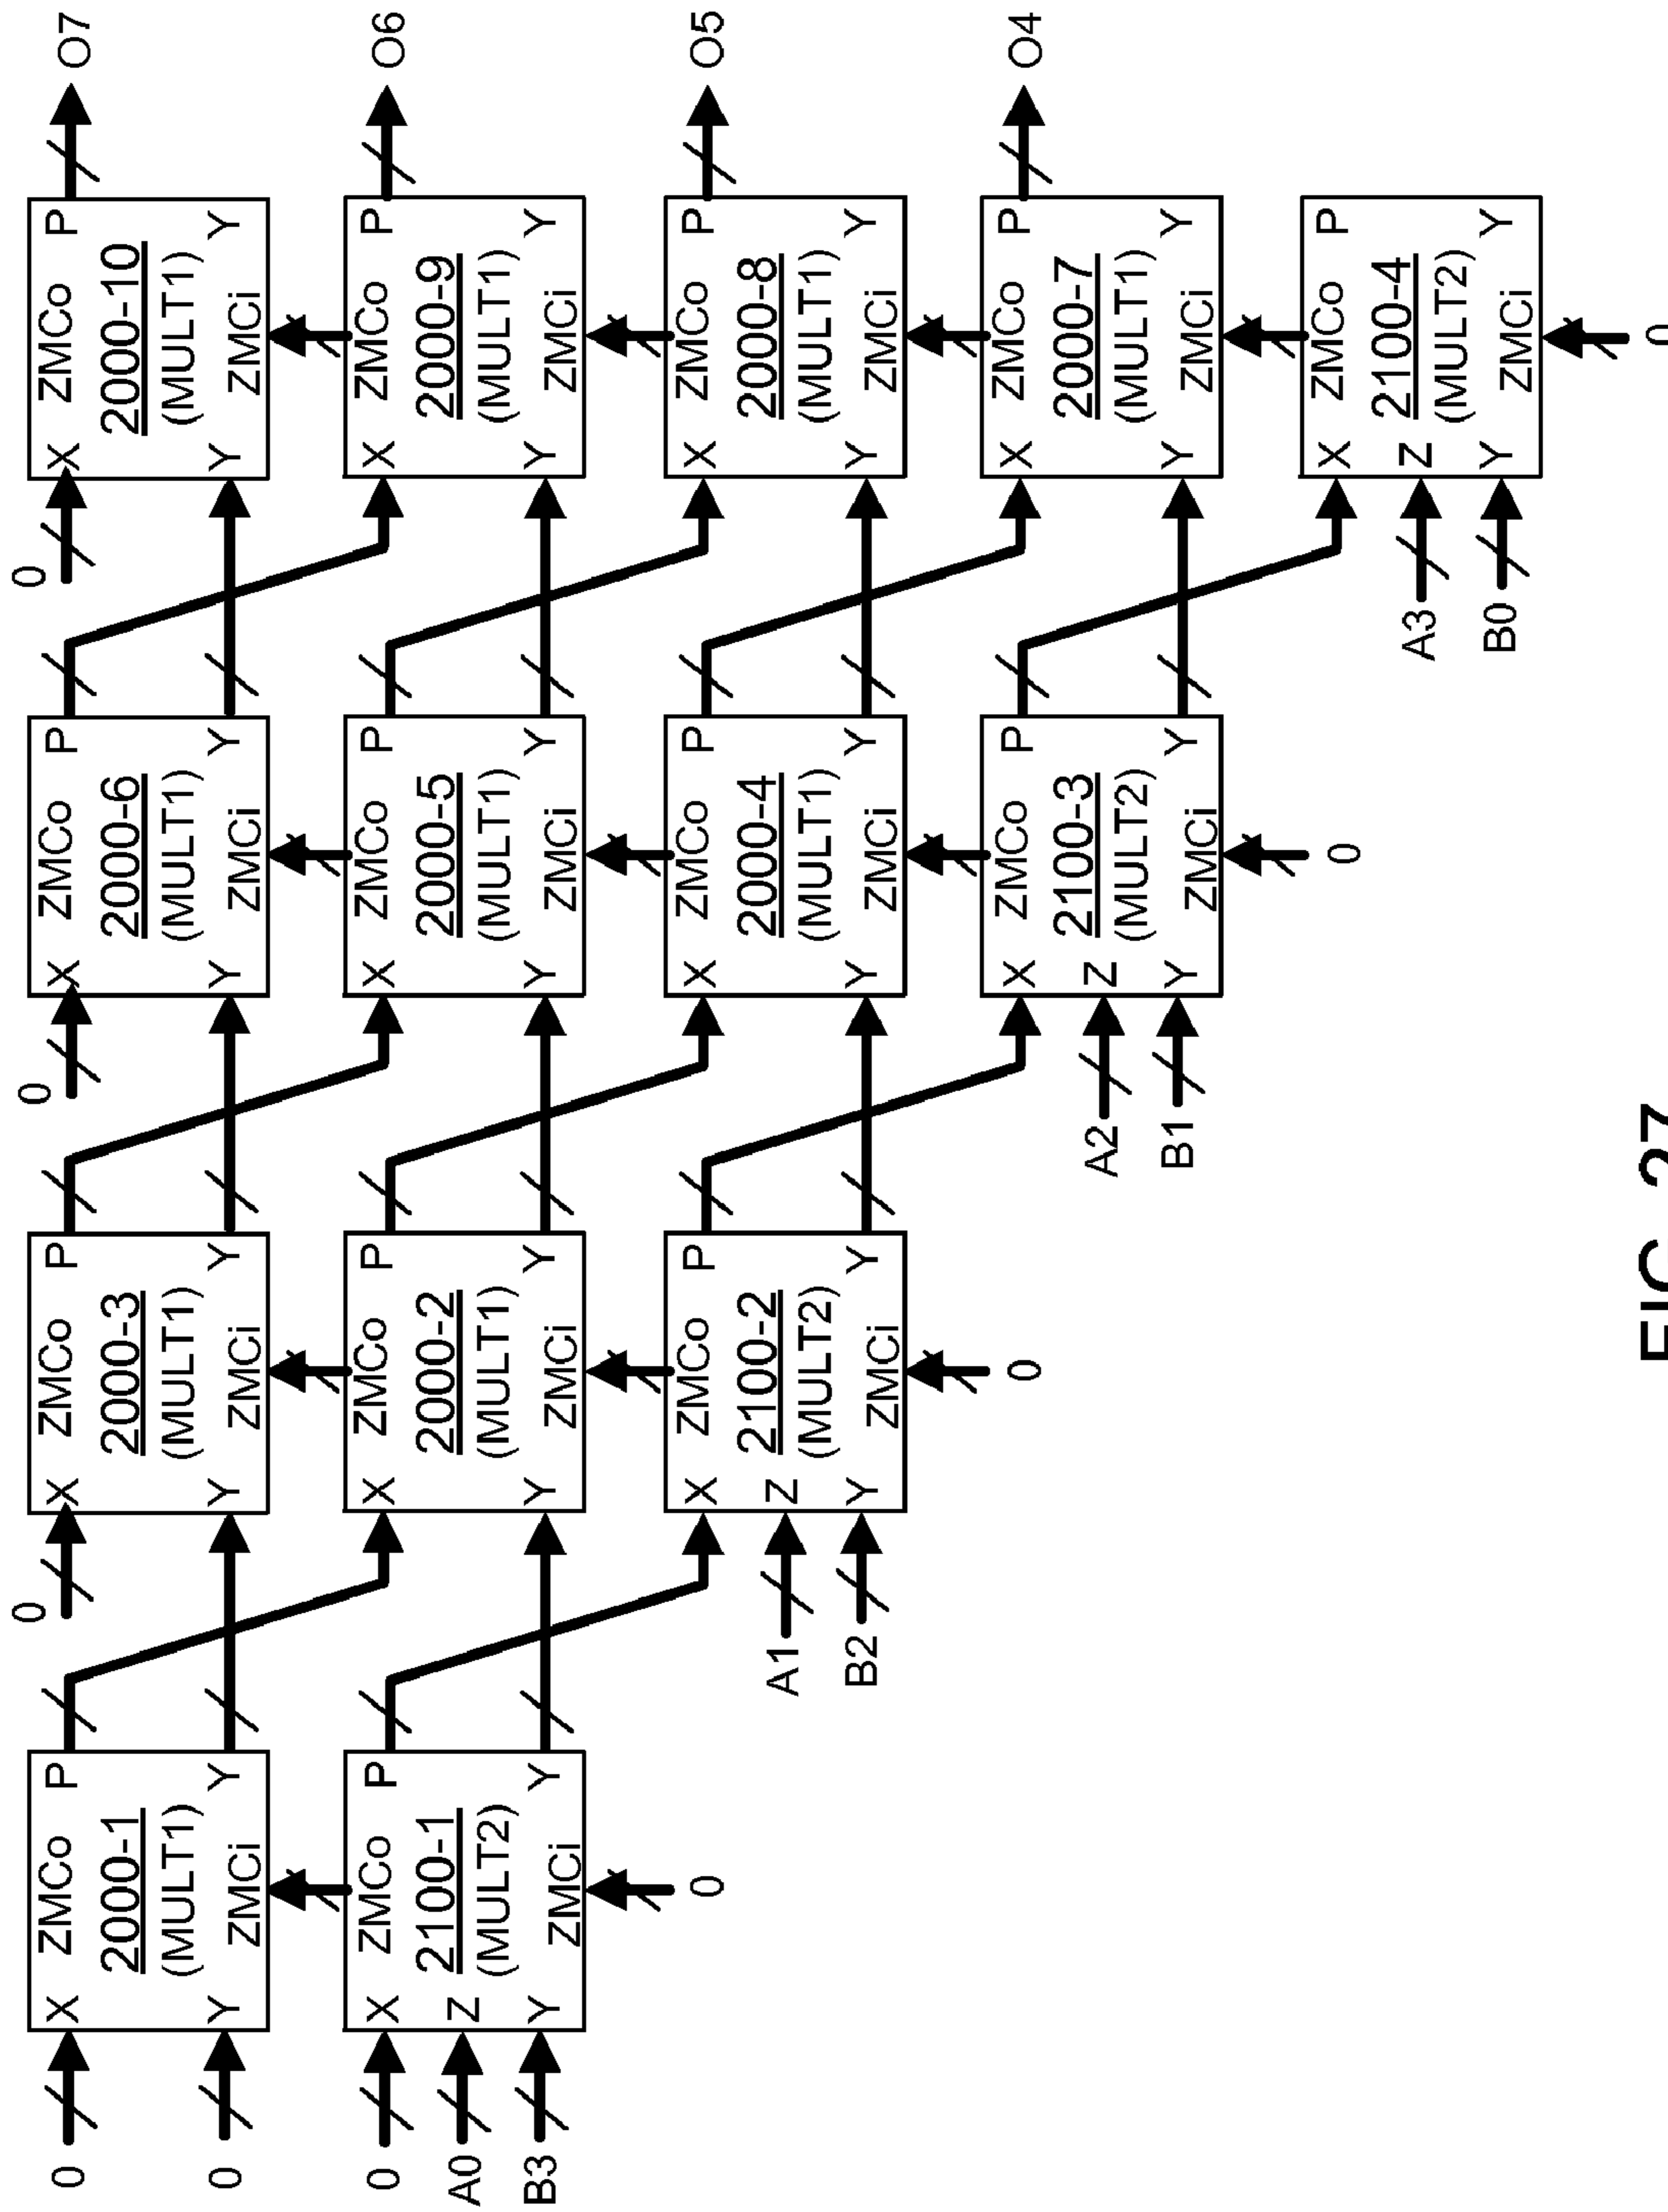 0
0
X ZMCo P
2000-1
(MULT1)
Y ZMCi Y
0
X ZMCo P
2000-3
(MULT1)
Y ZMCi Y
0
X ZMCo P
2000-6
(MULT1)
Y ZMCi Y
0
X ZMCo P
2000-10
(MULT1)
Y ZMCi Y
O7
0
A0
B3
X ZMCo P
2100-1
Z
(MULT2)
Y ZMCi Y
0
X ZMCo P
2000-2
(MULT1)
Y ZMCi Y
X ZMCo P
2000-5
(MULT1)
Y ZMCi Y
X ZMCo P
2000-9
(MULT1)
Y ZMCi Y
O6
A1
B2
X ZMCo P
2100-2
Z
(MULT2)
Y ZMCi Y
0
X ZMCo P
2000-4
(MULT1)
Y ZMCi Y
X ZMCo P
2000-8
(MULT1)
Y ZMCi Y
O5
A2
B1
X ZMCo P
2100-3
Z
(MULT2)
Y ZMCi Y
0
X ZMCo P
2000-7
(MULT1)
Y ZMCi Y
O4
A3
B0
X ZMCo P
2100-4
Z
(MULT2)
Y ZMCi Y
0
FIG. 27